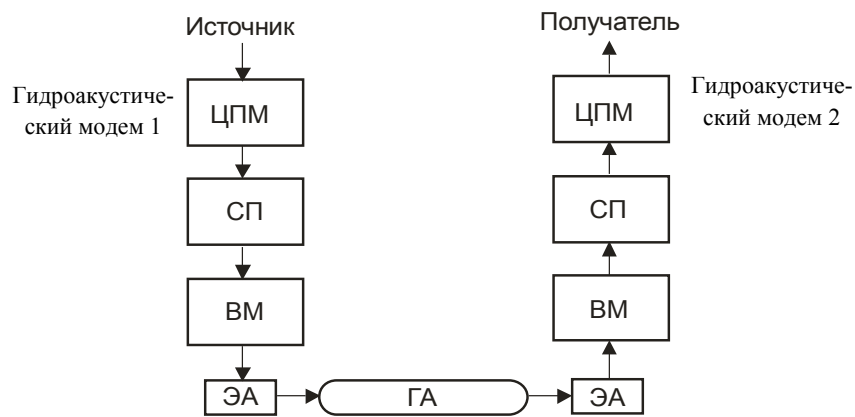 Источник
Получатель
Гидроакустиче-
ский модем 1
ЦПМ
ЦПМ
Гидроакустиче-
ский модем 2
СП
СП
ВМ
ВМ
ЭА
ГА
ЭА